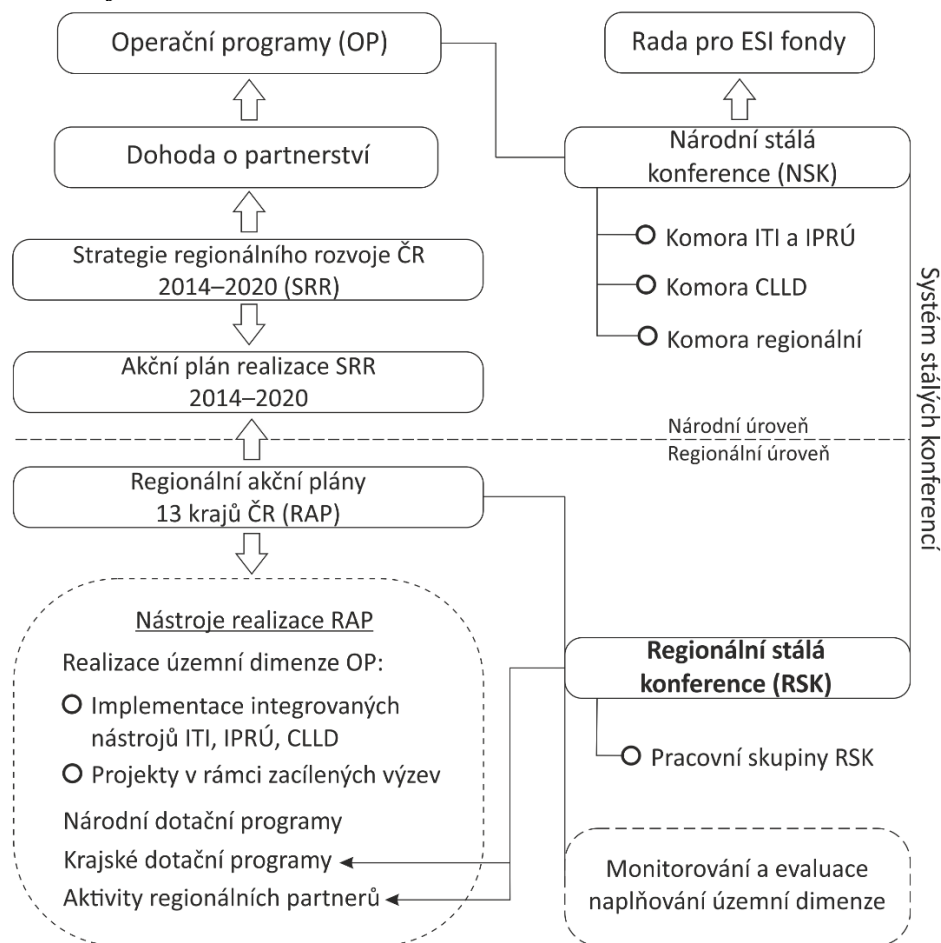 Operační programy (OP)
Rada pro ESI fondy
Dohoda o partnerství
Národní stálá
konference (NSK)
Komora ITI a IPRÚ
Komora CLLD
Komora regionální
Strategie regionálního rozvoje ČR
2014–2020 (SRR)
Akční plán realizace SRR
2014–2020
Systém stálých konferencí
Národní úroveň
Regionální úroveň
Regionální akční plány
13 krajů ČR (RAP)
Nástroje realizace RAP
Realizace územní dimenze OP:
Implementace integrovaných
nástrojů ITI, IPRÚ, CLLD
Projekty v rámci zacílených výzev
Národní dotační programy
Krajské dotační programy
Aktivity regionálních partnerů
Regionální stálá
konference (RSK)
Pracovní skupiny RSK
Monitorování a evaluace
naplňování územní dimenze